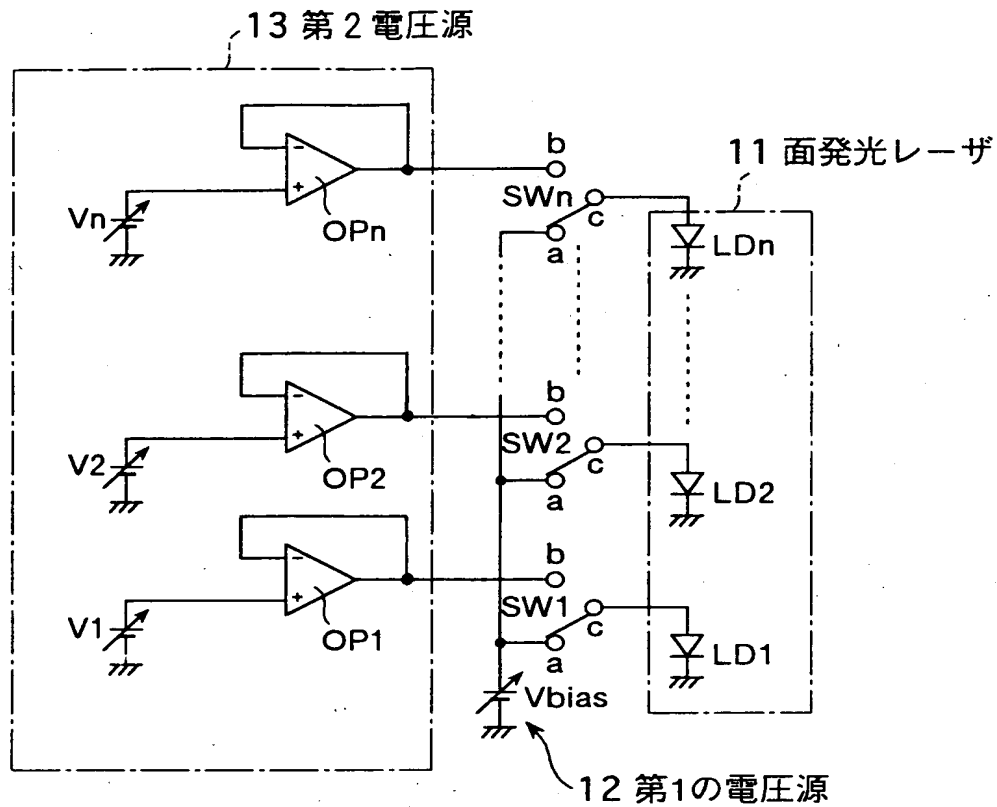 13 第2電圧源
11 面発光レーザ
b
SWn
c
a
LDn
−
+
OPn
Vn
b
SW2
c
a
LD2
−
+
OP2
V2
b
SW1
c
a
LD1
−
+
OP1
V1
Vbias
12 第1の電圧源